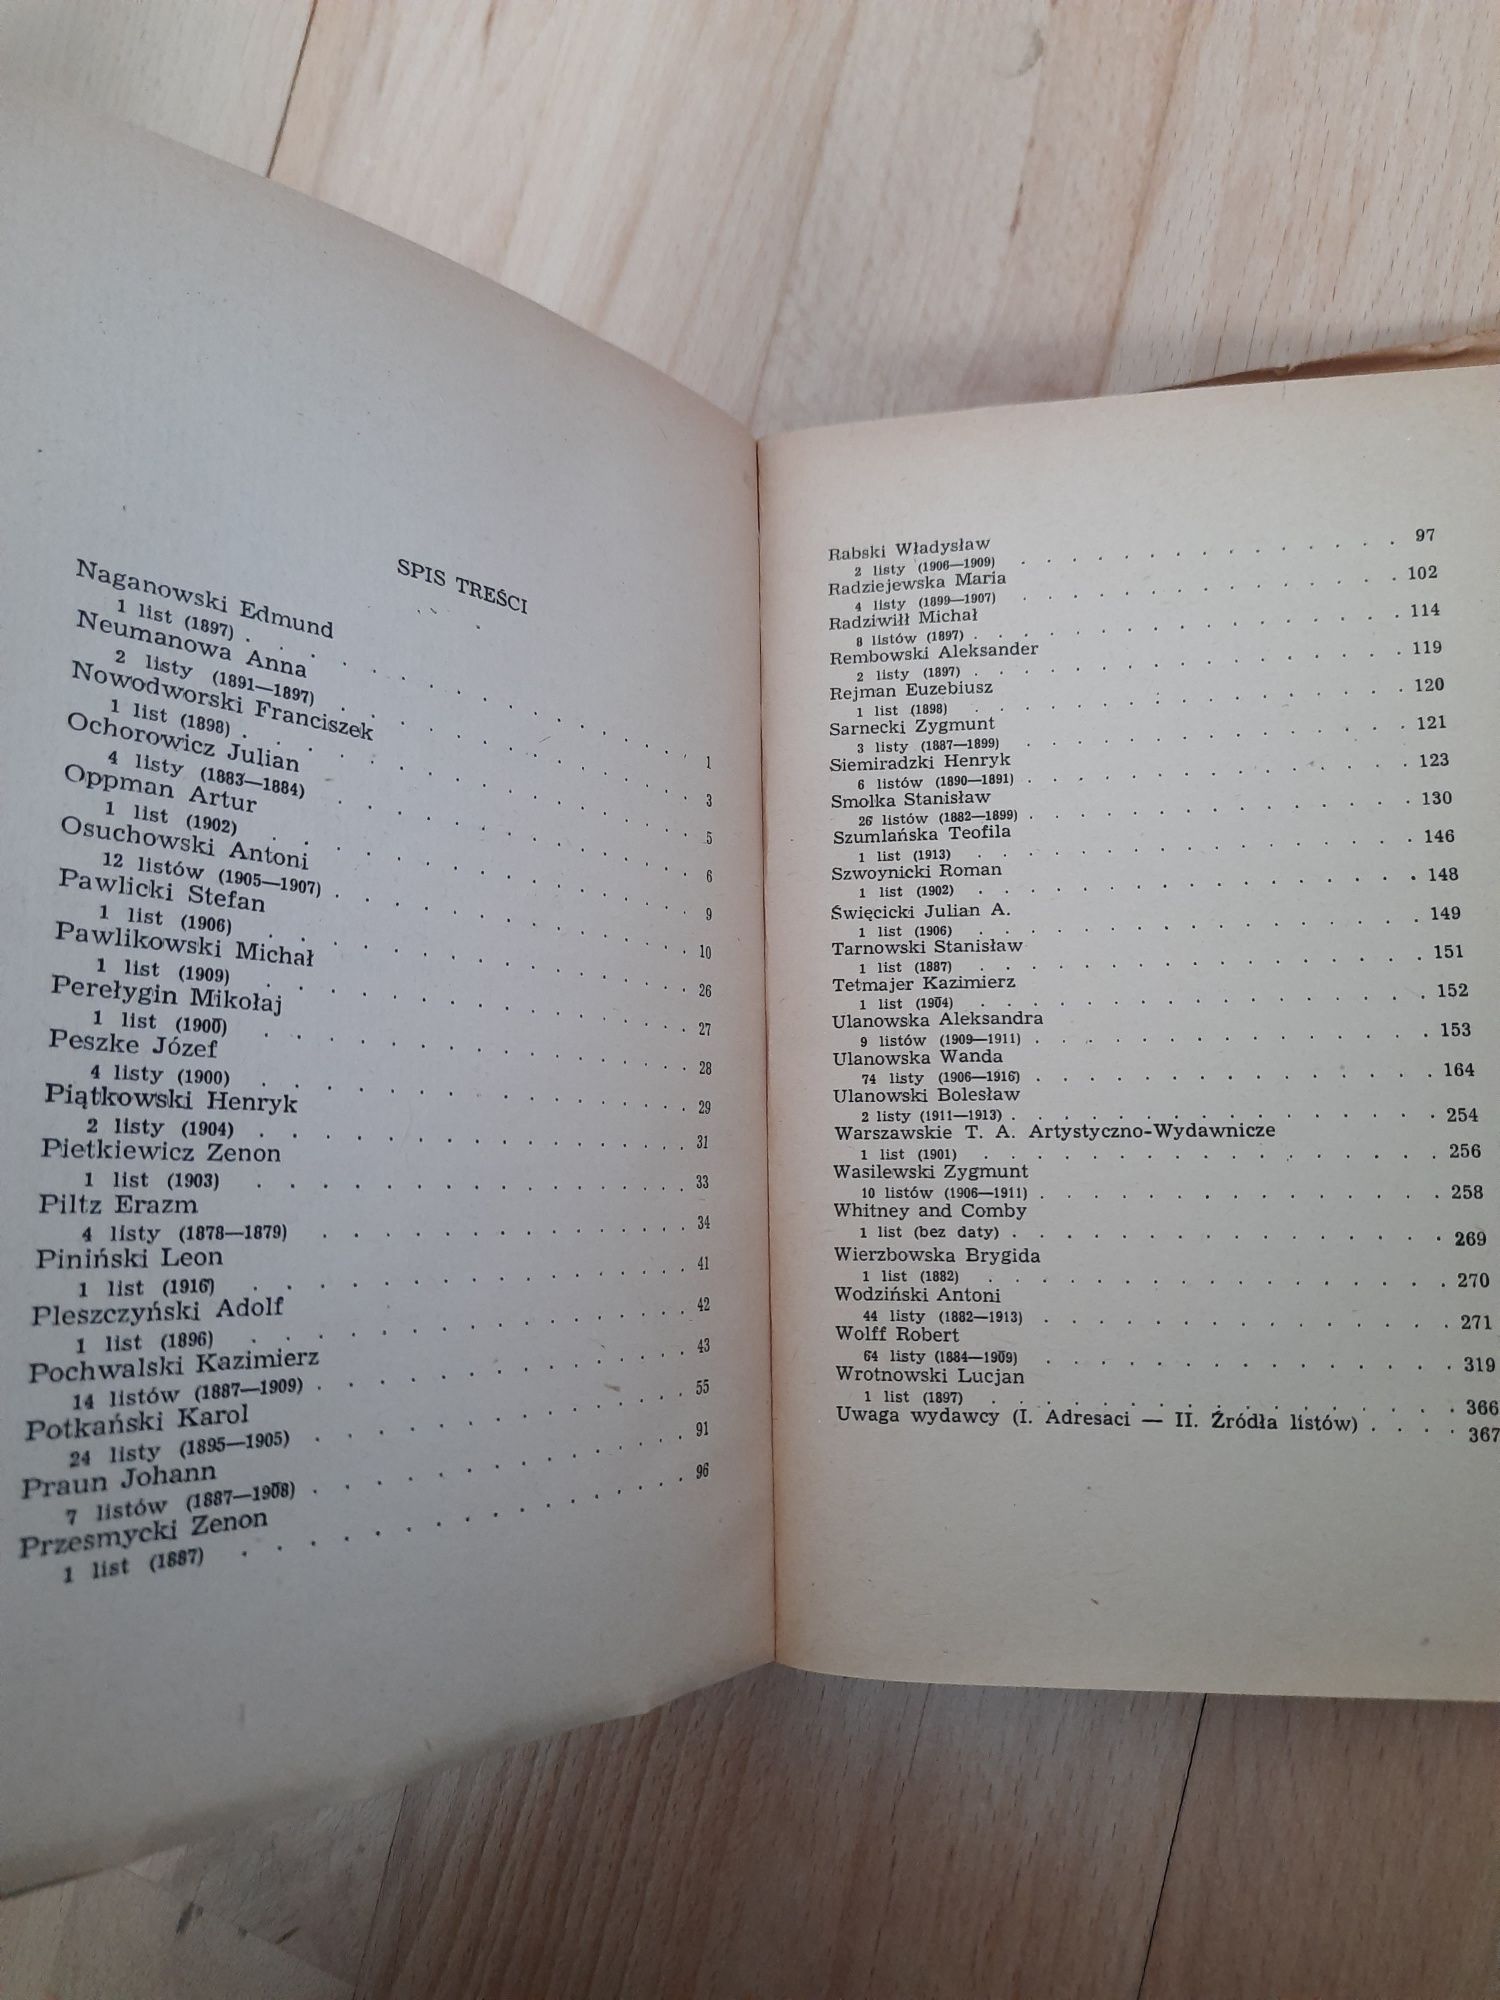 SPIS TREŚCI
Naganowski Edmund
1 list (1897) . . . . . . . . . . . . . . 1
Neumanowa Anna
2 listy (1891—1897) . . . . . . . . . . . . 3
Nowodworski Franciszek
1 list (1898) . . . . . . . . . . . . . . 5
Ochorowicz Julian
4 listy (1883—1884) . . . . . . . . . . . . 6
Oppman Artur
1 list (1902) . . . . . . . . . . . . . . 9
Osuchowski Antoni
12 listów (1905—1907) . . . . . . . . . . . 10
Pawlicki Stefan
1 list (1906) . . . . . . . . . . . . . . 26
Pawlikowski Michał
1 list (1909) . . . . . . . . . . . . . . 27
Perełygin Mikołaj
1 list (1900) . . . . . . . . . . . . . . 28
Peszke Józef
4 listy (1900) . . . . . . . . . . . . . . 29
Piątkowski Henryk
2 listy (1904) . . . . . . . . . . . . . . 31
Pietkiewicz Zenon
1 list (1903) . . . . . . . . . . . . . . 33
Piltz Erazm
4 listy (1878—1879) . . . . . . . . . . . . 34
Piniński Leon
1 list (1916) . . . . . . . . . . . . . . 41
Pleszczyński Adolf
1 list (1896) . . . . . . . . . . . . . . 42
Pochwalski Kazimierz
14 listów (1887—1909) . . . . . . . . . . . 43
Potkański Karol
24 listy (1895—1905) . . . . . . . . . . . . 55
Praun Johann
7 listów (1887—1908) . . . . . . . . . . . . 91
Przesmycki Zenon
1 list (1887) . . . . . . . . . . . . . . 96
Rabski Władysław
2 listy (1906—1909) . . . . . . . . . . . . 97
Radziejewska Maria
4 listy (1899—1907) . . . . . . . . . . . . 102
Radziwiłł Michał
8 listów (1897) . . . . . . . . . . . . . . 114
Rembowski Aleksander
2 listy (1897) . . . . . . . . . . . . . . 119
Rejman Euzebiusz
1 list (1898) . . . . . . . . . . . . . . 120
Sarnecki Zygmunt
3 listy (1887—1899) . . . . . . . . . . . . 121
Siemiradzki Henryk
6 listów (1890—1891) . . . . . . . . . . . . 123
Smolka Stanisław
26 listów (1882—1899) . . . . . . . . . . . 130
Szumlańska Teofila
1 list (1913) . . . . . . . . . . . . . . 146
Szwoynicki Roman
1 list (1902) . . . . . . . . . . . . . . 148
Święcicki Julian A.
1 list (1906) . . . . . . . . . . . . . . 149
Tarnowski Stanisław
1 list (1887) . . . . . . . . . . . . . . 151
Tetmajer Kazimierz
1 list (1904) . . . . . . . . . . . . . . 152
Ulanowska Aleksandra
9 listów (1909—1911) . . . . . . . . . . . . 153
Ulanowska Wanda
74 listy (1906—1916) . . . . . . . . . . . . 164
Ulanowski Bolesław
2 listy (1911—1913) . . . . . . . . . . . . 254
Warszawskie T. A. Artystyczno-Wydawnicze
1 list (1901) . . . . . . . . . . . . . . 256
Wasilewski Zygmunt
10 listów (1906—1911) . . . . . . . . . . . 258
Whitney and Comby
1 list (bez daty) . . . . . . . . . . . . . 269
Wierzbowska Brygida
1 list (1882) . . . . . . . . . . . . . . 270
Wodziński Antoni
44 listy (1882—1913) . . . . . . . . . . . . 271
Wolff Robert
64 listy (1884—1909) . . . . . . . . . . . . 319
Wrotnowski Lucjan
1 list (1897) . . . . . . . . . . . . . . 366
Uwaga wydawcy (I. Adresaci — II. Źródła listów) . . . . 367